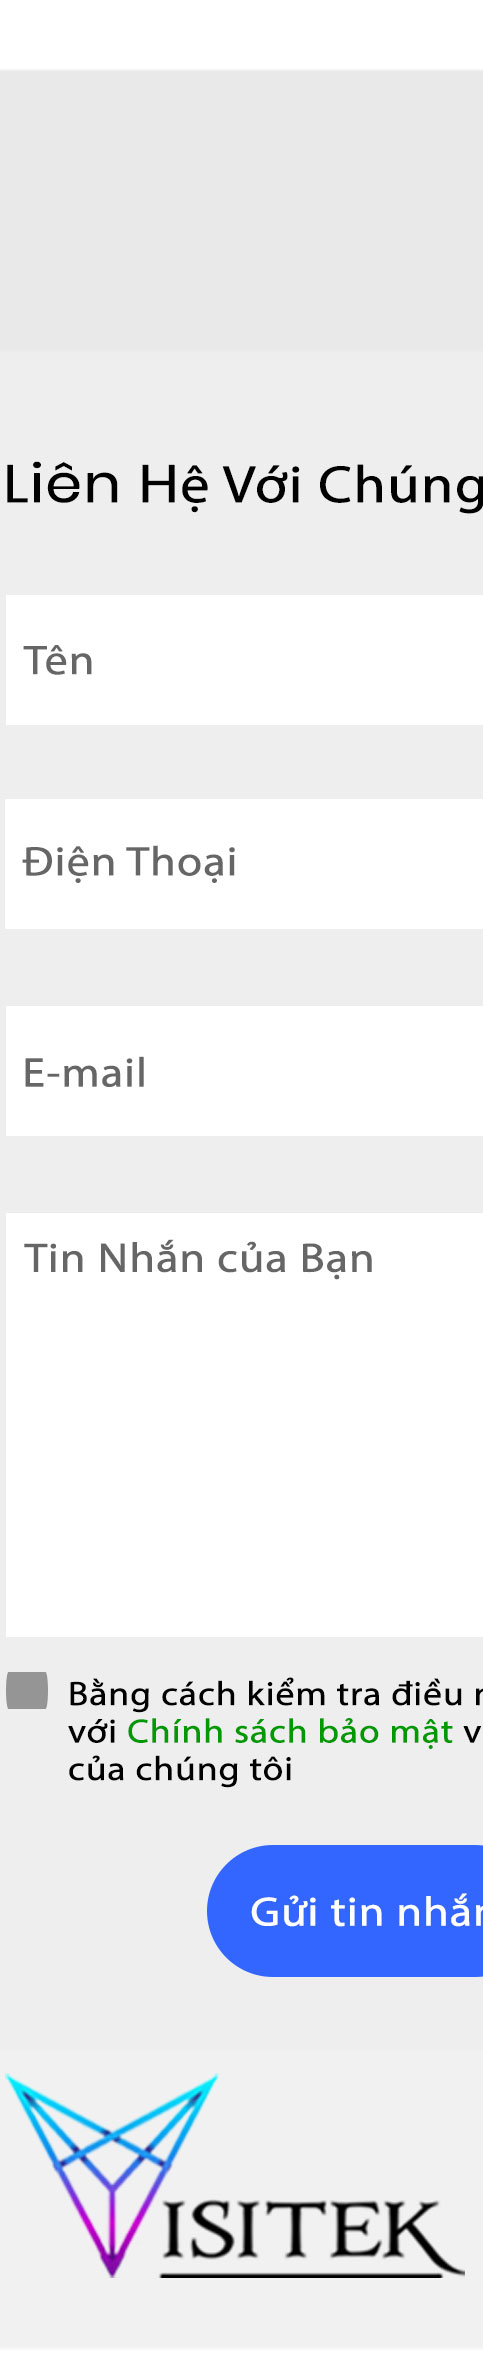 Liên Hệ Với Chúng
Tên
Điện Thoại
E-mail
Tin Nhắn của Bạn
Bằng cách kiểm tra điều
với Chính sách bảo mật
của chúng tôi
Gửi tin nhắn
VISITEK